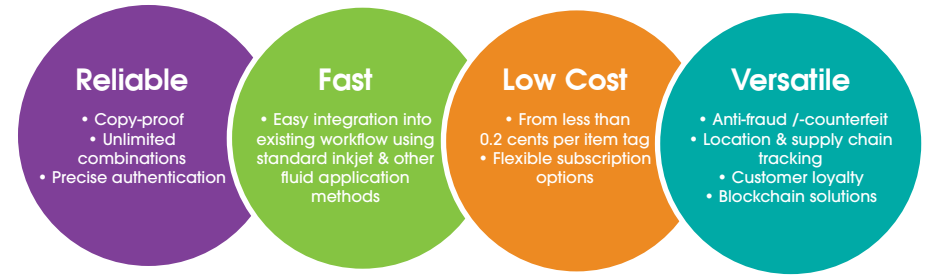 Reliable
• Copy-proof
• Unlimited
combinations
• Precise authentication
Fast
• Easy integration into
existing workflow using
standard inkjet & other
fluid application
methods
Low Cost
• From less than
0.2 cents per item tag
• Flexible subscription
options
Versatile
• Anti-fraud /-counterfeit
• Location & supply chain
tracking
• Customer loyalty
• Blockchain solutions